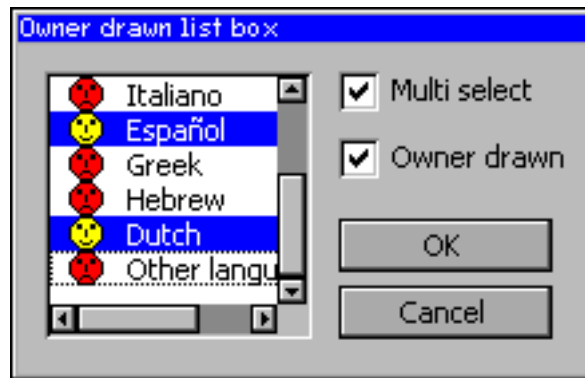 Owner drawn list box
Italiano
Español
Greek
Hebrew
Dutch
Other langu
Multi select
Owner drawn
OK
Cancel